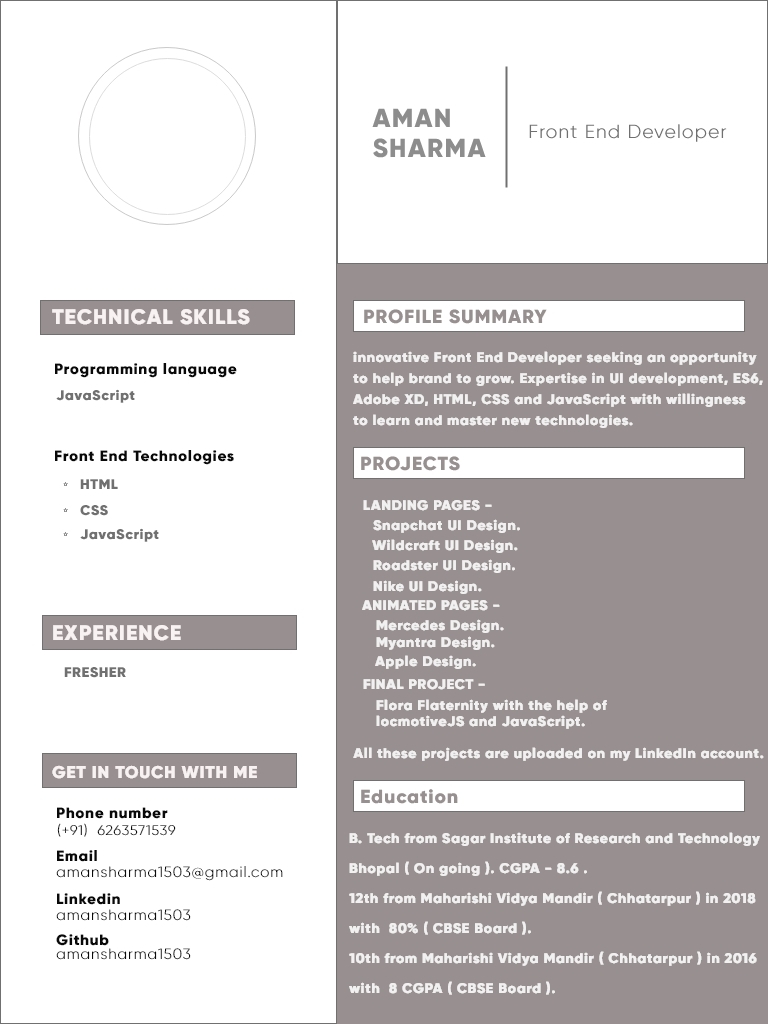 AMAN
SHARMA
Front End Developer
TECHNICAL SKILLS
Programming language
JavaScript
Front End Technologies
HTML
CSS
JavaScript
EXPERIENCE
FRESHER
GET IN TOUCH WITH ME
Phone number
(+91) 6263571539
Email
amansharma1503@gmail.com
Linkedin
amansharma1503
Github
amansharma1503
PROFILE SUMMARY
innovative Front End Developer seeking an opportunity
to help brand to grow. Expertise in UI development, ES6,
Adobe XD, HTML, CSS and JavaScript with willingness
to learn and master new technologies.
PROJECTS
LANDING PAGES -
Snapchat UI Design.
Wildcraft UI Design.
Roadster UI Design.
Nike UI Design.
ANIMATED PAGES -
Mercedes Design.
Myantra Design.
Apple Design.
FINAL PROJECT -
Flora Flaternity with the help of
locmotiveJS and JavaScript.
All these projects are uploaded on my LinkedIn account.
Education
B. Tech from Sagar Institute of Research and Technology
Bhopal ( On going ). CGPA - 8.6 .
12th from Maharishi Vidya Mandir ( Chhatarpur ) in 2018
with 80% ( CBSE Board ).
10th from Maharishi Vidya Mandir ( Chhatarpur ) in 2016
with 8 CGPA ( CBSE Board ).